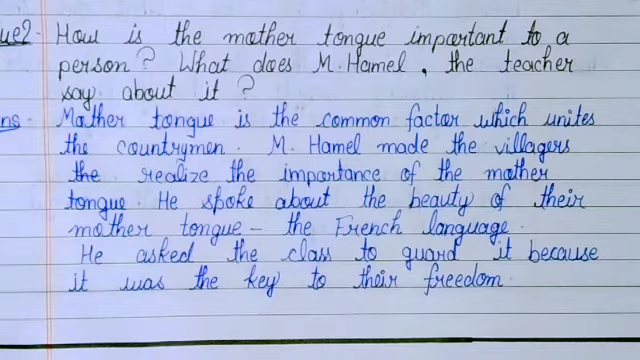 ue2. How is the mother tongue important to a
person? What does M. Hamel, the teacher
say about it?
ns. Mother tongue is the common factor which unites
the countrymen. M. Hamel made the villagers
the realize the importance of the mother
tongue. He spoke about the beauty of their
mother tongue - the French language.
He asked the class to guard it because
it was the key to their freedom.